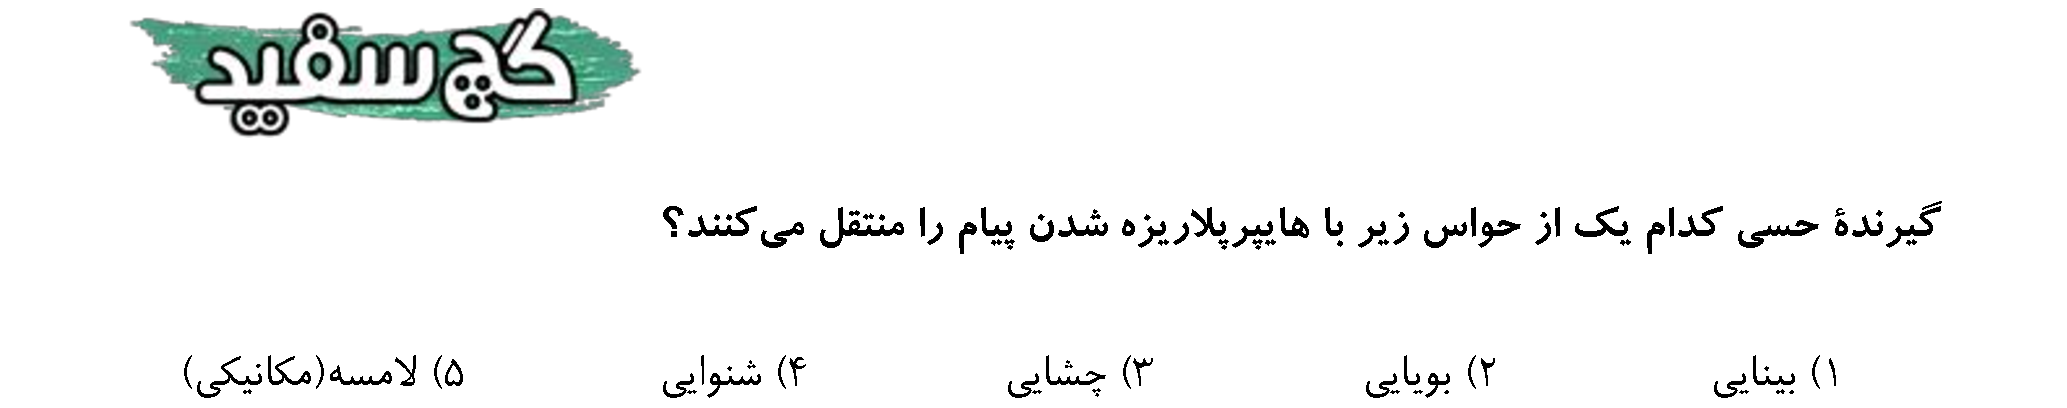 گچ سفید
گیرندهٔ حسی کدام یک از حواس زیر با هایپرپلاریزه شدن پیام را منتقل می‌کنند؟
۱) بینایی ۲) بویایی ۳) چشایی ۴) شنوایی ۵) لامسه(مکانیکی)